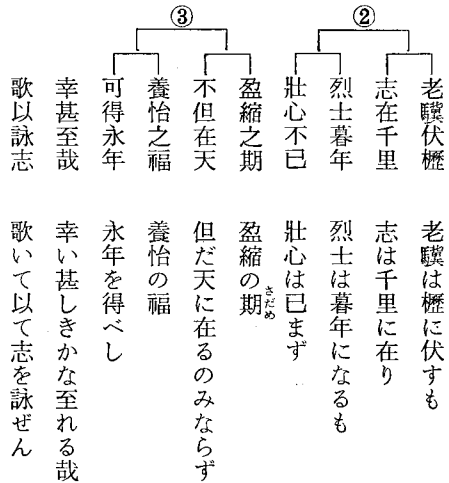 ②
老驥伏櫪
志在千里
烈士暮年
壯心不已
③
盈縮之期
不但在天
養怡之福
可得永年
幸甚至哉
歌以詠志
老驥は櫪に伏すも
志は千里に在り
烈士は暮年になるも
壯心は已まず
盈縮の期さだめ
但だ天に在るのみならず
養怡の福
永年を得べし
幸い甚しきかな至れる哉
歌いて以て志を詠ぜん